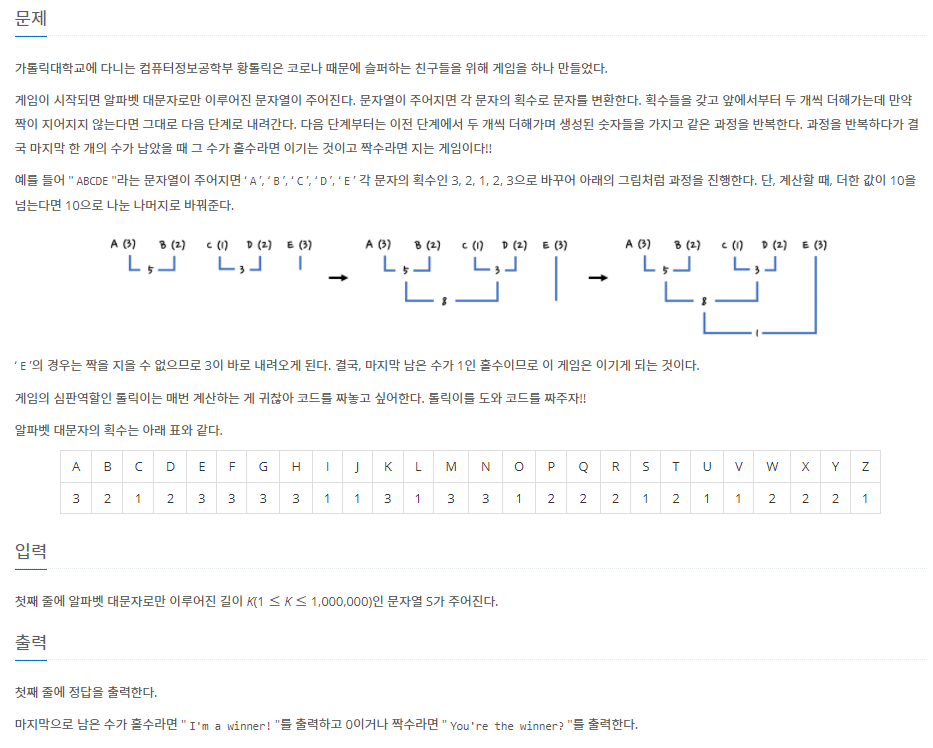 문제
가톨릭대학교에 다니는 컴퓨터정보공학부 황톨릭은 코로나 때문에 슬퍼하는 친구들을 위해 게임을 하나 만들었다.
게임이 시작되면 알파벳 대문자로만 이루어진 문자열이 주어진다. 문자열이 주어지면 각 문자의 획수로 문자를 변환한다. 획수들을 갖고 앞에서부터 두 개씩 더해가는데 만약
짝이 지어지지 않는다면 그대로 다음 단계로 내려간다. 다음 단계부터는 이전 단계에서 두 개씩 더해가며 생성된 숫자들을 가지고 같은 과정을 반복한다. 과정을 반복하다가 결
국 마지막 한 개의 수가 남았을 때 그 수가 홀수라면 이기는 것이고 짝수라면 지는 게임이다!!
예를 들어 " ABCDE "라는 문자열이 주어지면 ‘ A ’, ‘ B ’, ‘ C ’, ‘ D ’, ‘ E ’ 각 문자의 획수인 3, 2, 1, 2, 3으로 바꾸어 아래의 그림처럼 과정을 진행한다. 단, 계산할 때, 더한 값이 10을
넘는다면 10으로 나눈 나머지로 바꿔준다.
A (3) B (2) C (1) D (2) E (3) A (3) B (2) C (1) D (2) E (3) A (3) B (2) C (1) D (2) E (3)
5 3 5 3 5 3
8 8
1
‘ E ’의 경우는 짝을 지을 수 없으므로 3이 바로 내려오게 된다. 결국, 마지막 남은 수가 1인 홀수이므로 이 게임은 이기게 되는 것이다.
게임의 심판역할인 톨릭이는 매번 계산하는 게 귀찮아 코드를 짜놓고 싶어한다. 톨릭이를 도와 코드를 짜주자!!
알파벳 대문자의 획수는 아래 표와 같다.
A B C D E F G H I J K L M N O P Q R S T U V W X Y Z
3 2 1 2 3 3 3 3 1 1 3 1 3 3 1 2 2 2 1 2 1 1 2 2 2 1
입력
첫째 줄에 알파벳 대문자로만 이루어진 길이 K(1 ≤ K ≤ 1,000,000)인 문자열 S가 주어진다.
출력
첫째 줄에 정답을 출력한다.
마지막으로 남은 수가 홀수라면 " I'm a winner! "를 출력하고 0이거나 짝수라면 " You're the winner? "를 출력한다.